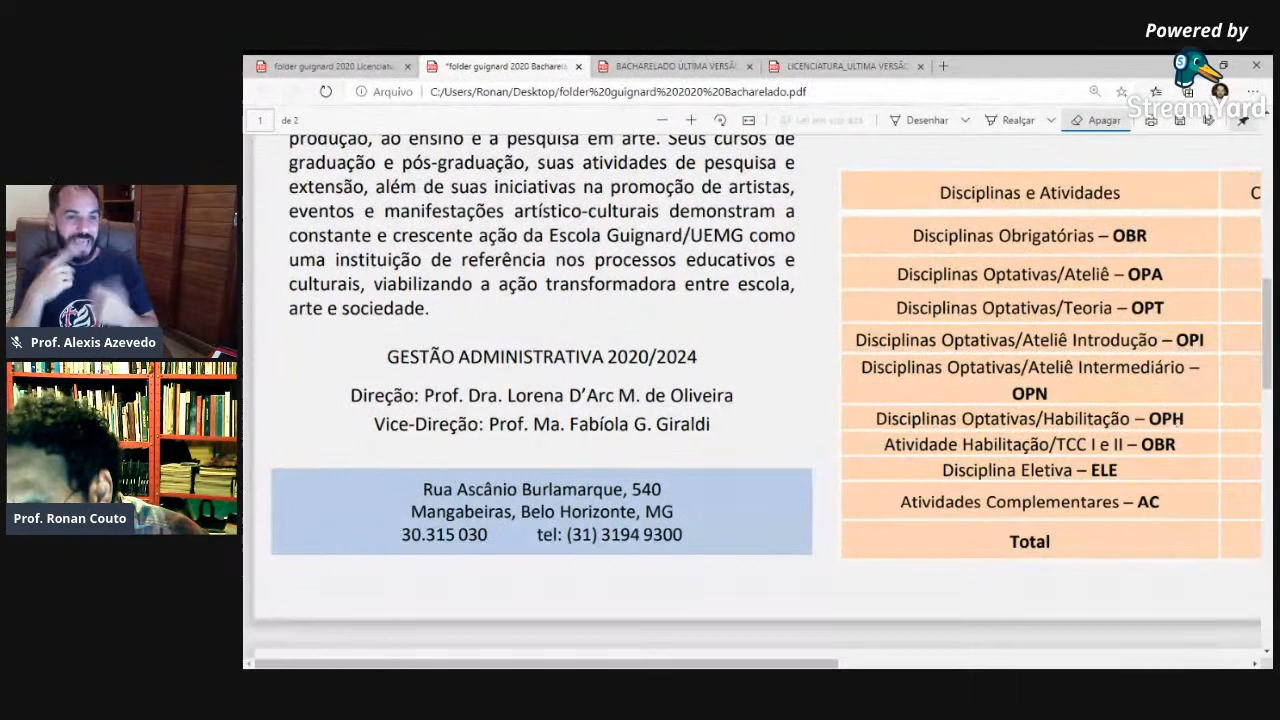 Powered by
StreamYard
folder guignard 2020 Licenciatu
*folder guignard 2020 Bacharela
BACHARELADO ÚLTIMA VERSÃ
LICENCIATURA_ULTIMA VERSÃO
Arquivo
C:/Users/Ronan/Desktop/folder%20guignard%202020%20Bacharelado.pdf
1 de 2
Desenhar
Realçar
Apagar
produção, ao ensino e à pesquisa em arte. Seus cursos de
graduação e pós-graduação, suas atividades de pesquisa e
extensão, além de suas iniciativas na promoção de artistas,
eventos e manifestações artístico-culturais demonstram a
constante e crescente ação da Escola Guignard/UEMG como
uma instituição de referência nos processos educativos e
culturais, viabilizando a ação transformadora entre escola,
arte e sociedade.
GESTÃO ADMINISTRATIVA 2020/2024
Direção: Prof. Dra. Lorena D’Arc M. de Oliveira
Vice-Direção: Prof. Ma. Fabíola G. Giraldi
Rua Ascânio Burlamarque, 540
Mangabeiras, Belo Horizonte, MG
30.315 030 tel: (31) 3194 9300
Disciplinas e Atividades
C
Disciplinas Obrigatórias – OBR
Disciplinas Optativas/Ateliê – OPA
Disciplinas Optativas/Teoria – OPT
Disciplinas Optativas/Ateliê Introdução – OPI
Disciplinas Optativas/Ateliê Intermediário –
OPN
Disciplinas Optativas/Habilitação – OPH
Atividade Habilitação/TCC I e II – OBR
Disciplina Eletiva – ELE
Atividades Complementares – AC
Total
Prof. Alexis Azevedo
Prof. Ronan Couto